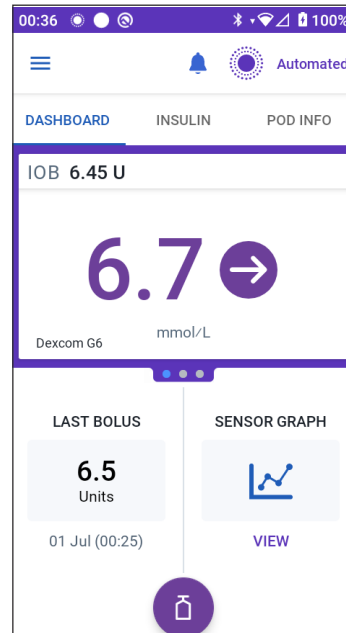 00:36 100%
Automated
DASHBOARD INSULIN POD INFO
IOB 6.45 U
6.7
mmol/L
Dexcom G6
LAST BOLUS SENSOR GRAPH
6.5
Units
01 Jul (00:25) VIEW